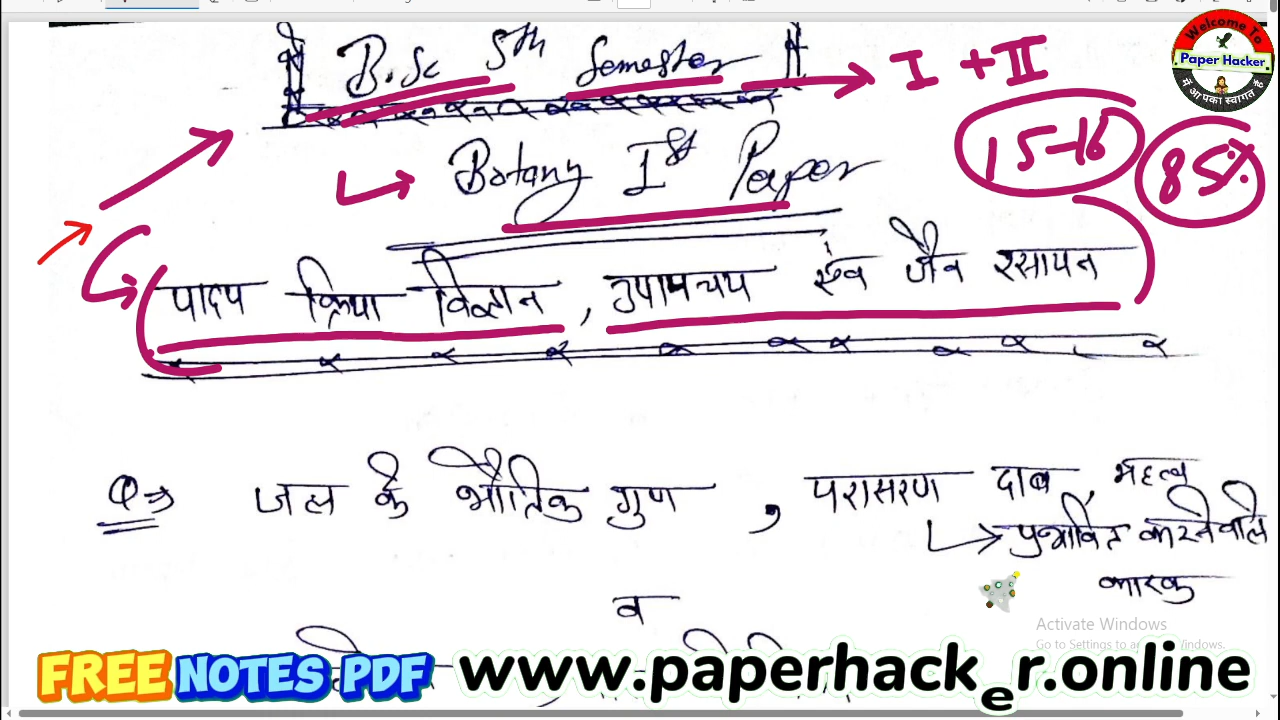 Welcome To
Paper Hacker
में आपका स्वागत है
B.Sc 5th Semester
I + II
15-16
85%
Botany Ist Paper
पादप क्रिया विज्ञान , उपापचय एवं जैव रसायन
Q ⇒ जल के भौतिक गुण , परासरण दाब , महत्व
प्रभावित करनेवाले
कारक
व
Activate Windows
Go to Settings to activate Windows.
FREE NOTES PDF www.paperhacker.online